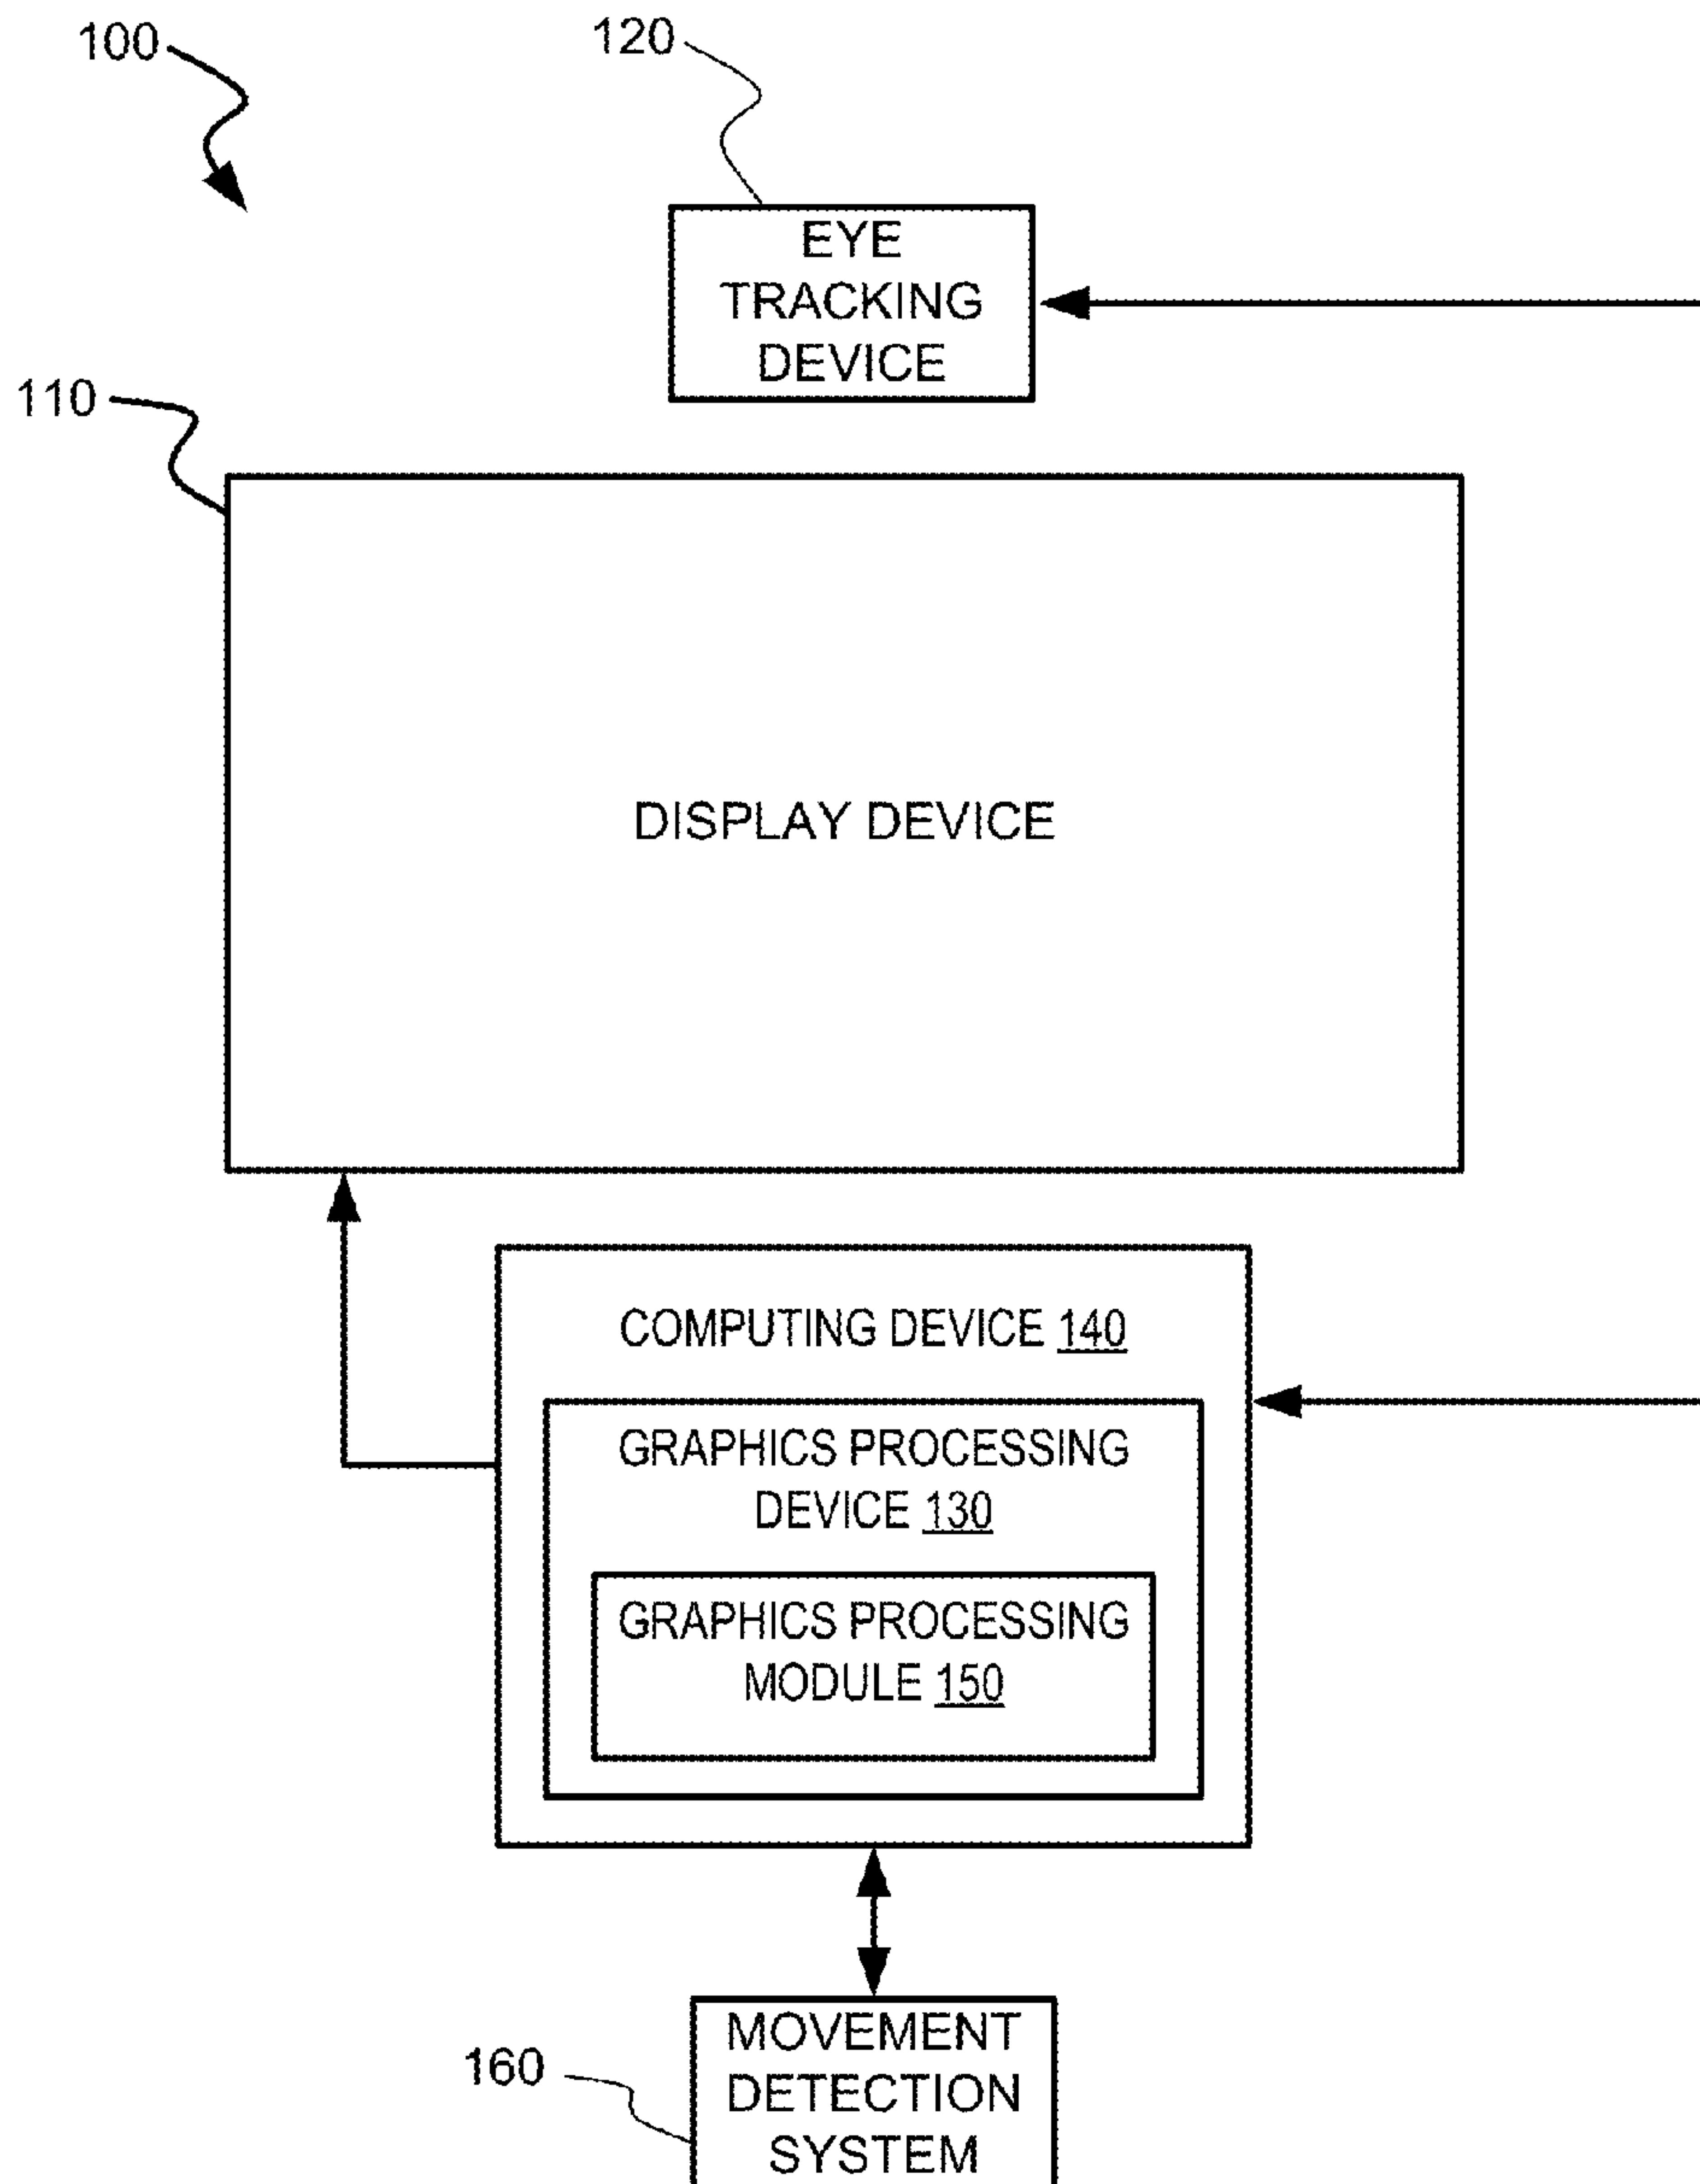 100
120
EYE
TRACKING
DEVICE
110
DISPLAY DEVICE
COMPUTING DEVICE 140
GRAPHICS PROCESSING
DEVICE 130
GRAPHICS PROCESSING
MODULE 150
160
MOVEMENT
DETECTION
SYSTEM